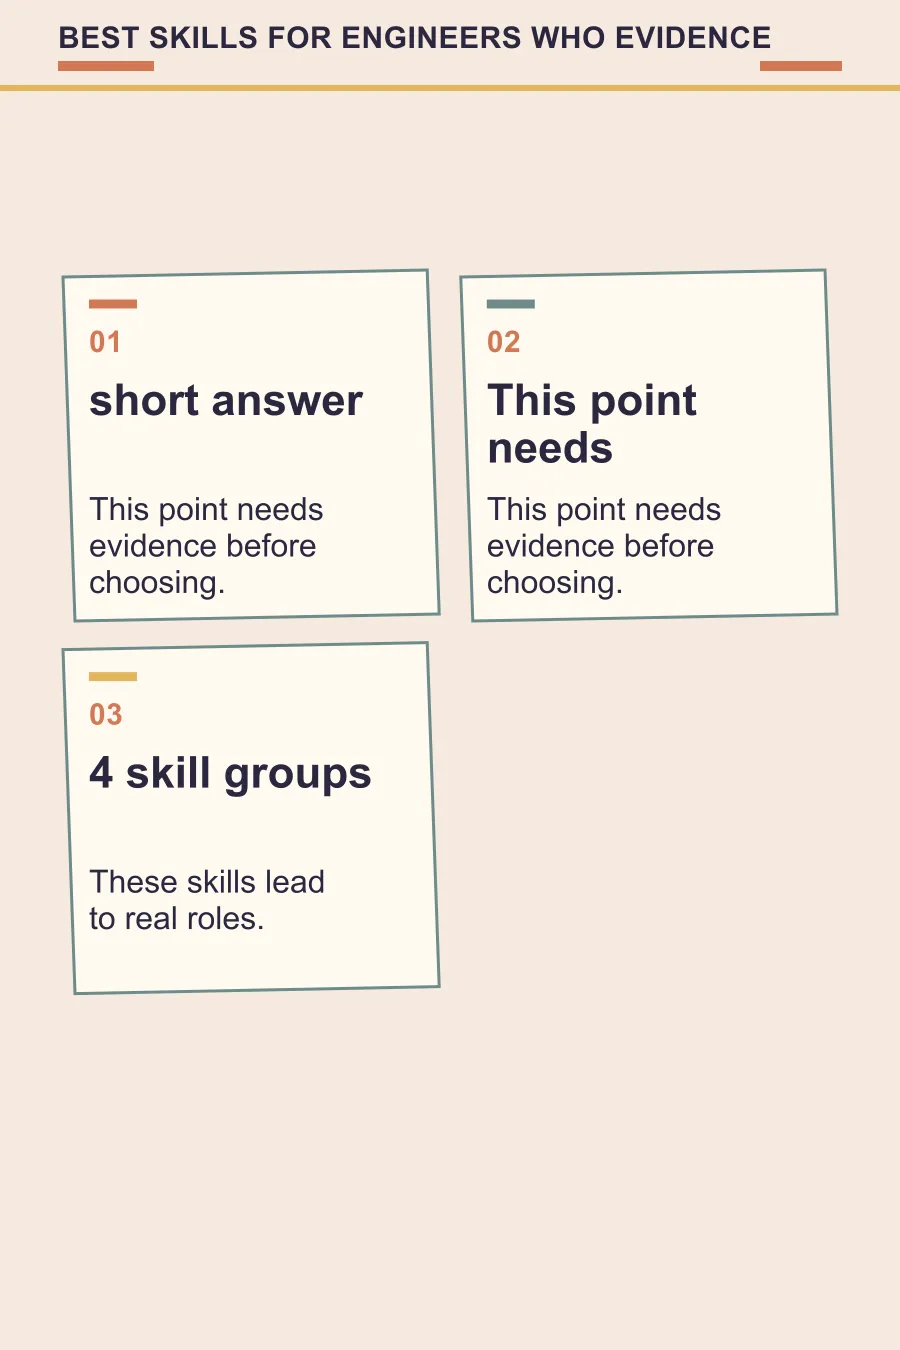 BEST SKILLS FOR ENGINEERS WHO EVIDENCE
01
short answer
This point needs
evidence before
choosing.
02
This point
needs
This point needs
evidence before
choosing.
03
4 skill groups
These skills lead
to real roles.